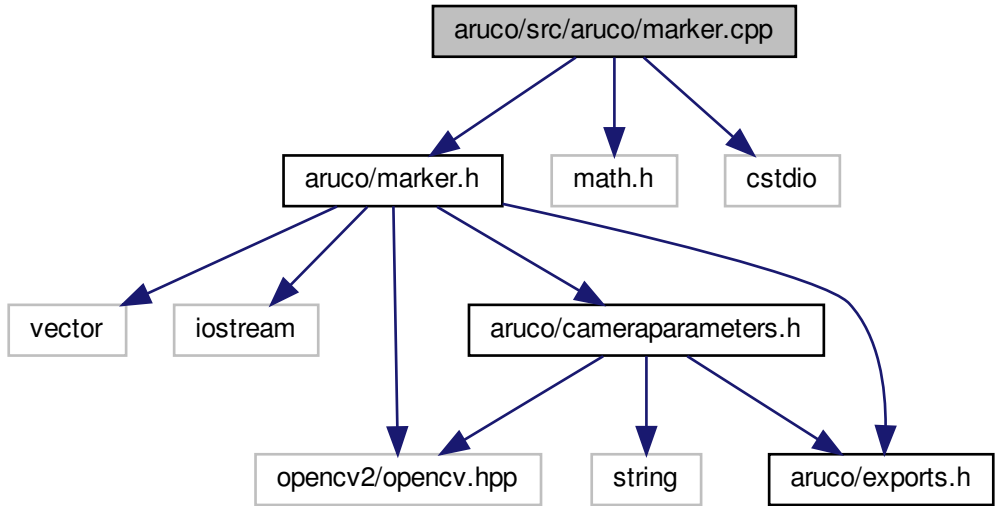 aruco/src/aruco/marker.cpp
aruco/marker.h
math.h
cstdio
vector
iostream
aruco/cameraparameters.h
opencv2/opencv.hpp
string
aruco/exports.h